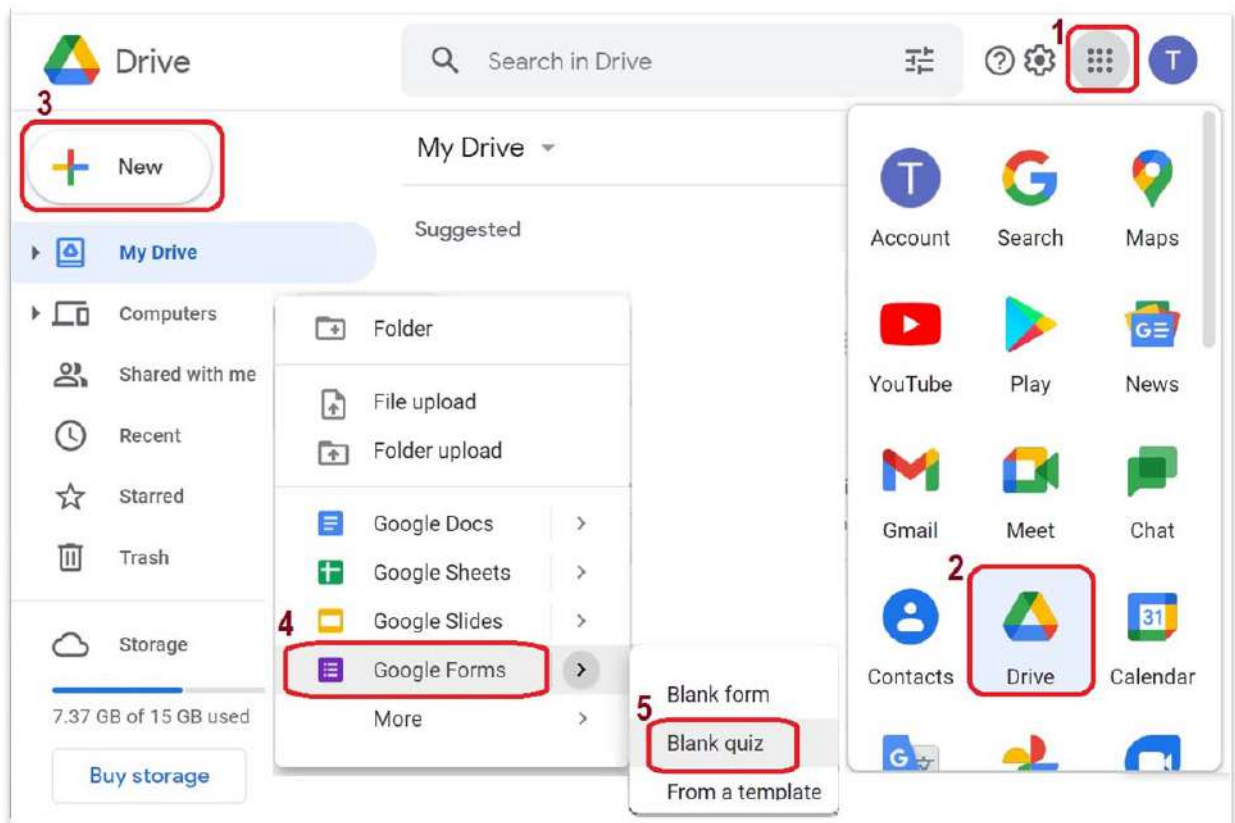 Drive
Search in Drive
1
T
3
New
My Drive
Suggested
My Drive
Computers
Shared with me
Recent
Starred
Trash
Storage
7.37 GB of 15 GB used
Buy storage
Folder
File upload
Folder upload
Google Docs
Google Sheets
Google Slides
4
Google Forms
More
5
Blank form
Blank quiz
From a template
T
G
Account
Search
Maps
YouTube
Play
News
Gmail
Meet
Chat
2
31
Contacts
Drive
Calendar
G